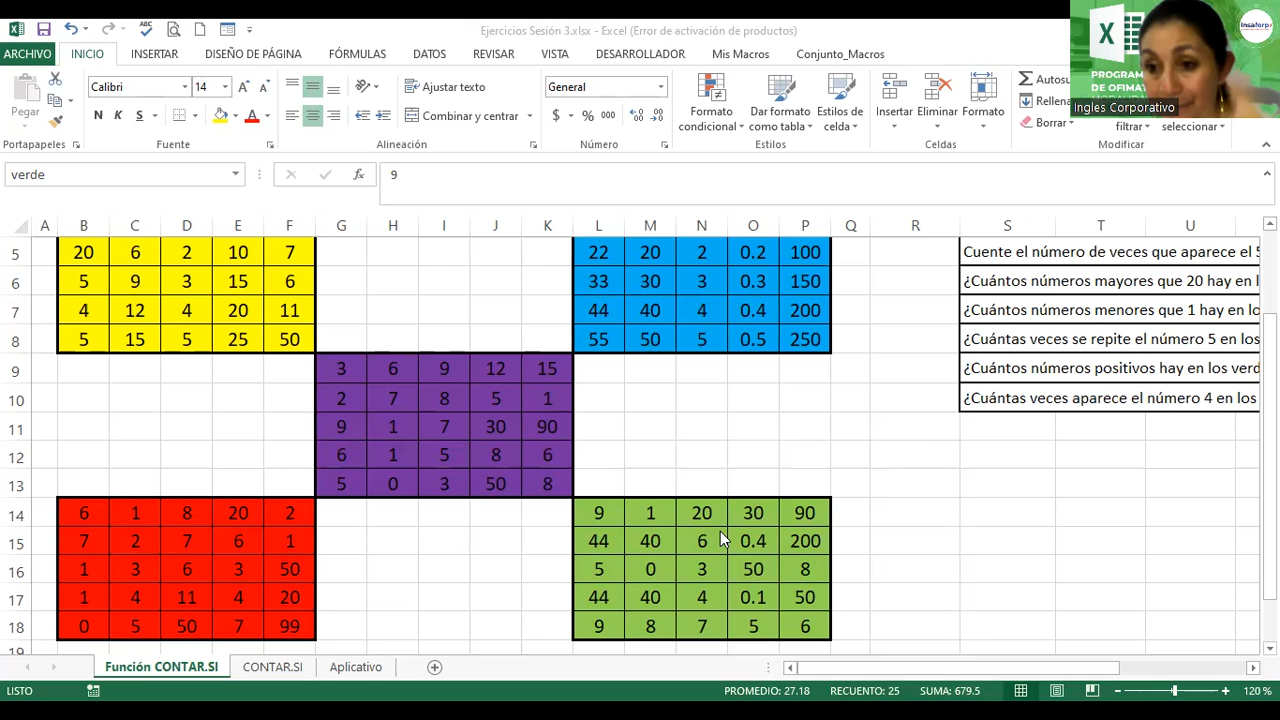 Ejercicios Sesión 3.xlsx - Excel (Error de activación de productos)
ARCHIVO INICIO INSERTAR DISEÑO DE PÁGINA FÓRMULAS DATOS REVISAR VISTA DESARROLLADOR Mis Macros Conjunto_Macros
Insaforp
X
PROGRAM
DE OFIMAT
Ingles Corporativo
Pegar
Calibri 14
N K S A
Ajustar texto
Combinar y centrar
General
$ % 000
Formato condicional
Dar formato como tabla
Estilos de celda
Insertar Eliminar Formato
Rellena
Borrar
filtrar seleccionar
Portapapeles Fuente Alineación Número Estilos Celdas Modificar
verde fx 9
A B C D E F G H I J K L M N O P Q R S T U
5 20 6 2 10 7 22 20 2 0.2 100 Cuente el número de veces que aparece el 5
6 5 9 3 15 6 33 30 3 0.3 150 ¿Cuántos números mayores que 20 hay en l
7 4 12 4 20 11 44 40 4 0.4 200 ¿Cuántos números menores que 1 hay en lo
8 5 15 5 25 50 55 50 5 0.5 250 ¿Cuántas veces se repite el número 5 en los
9 3 6 9 12 15 ¿Cuántos números positivos hay en los verd
10 2 7 8 5 1 ¿Cuántas veces aparece el número 4 en los
11 9 1 7 30 90
12 6 1 5 8 6
13 5 0 3 50 8
14 6 1 8 20 2 9 1 20 30 90
15 7 2 7 6 1 44 40 6 0.4 200
16 1 3 6 3 50 5 0 3 50 8
17 1 4 11 4 20 44 40 4 0.1 50
18 0 5 50 7 99 9 8 7 5 6
Función CONTAR.SI CONTAR.SI Aplicativo
LISTO PROMEDIO: 27.18 RECUENTO: 25 SUMA: 679.5 120 %